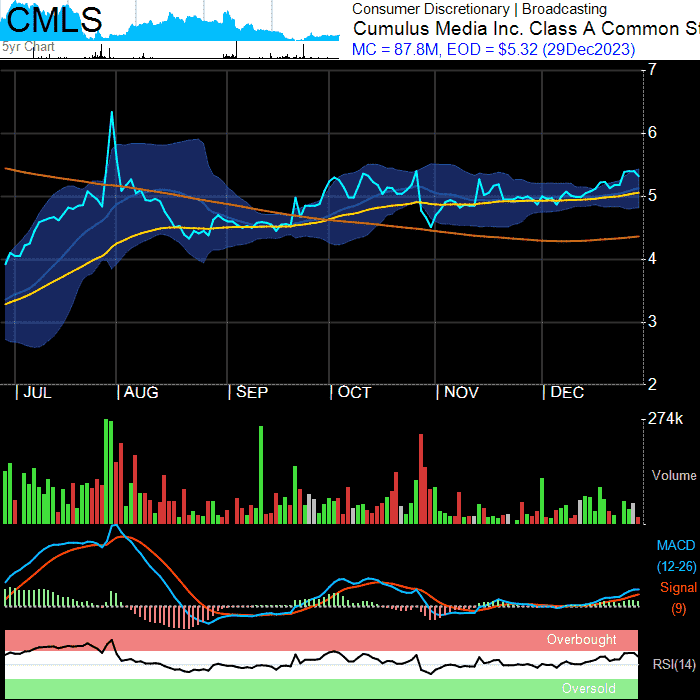 CMLS
5yr Chart
Consumer Discretionary | Broadcasting
Cumulus Media Inc. Class A Common St
MC = 87.8M, EOD = $5.32 (29Dec2023)
7
6
5
4
3
2
| JUL | AUG | SEP | OCT | NOV | DEC
274k
Volume
MACD
(12-26)
Signal
(9)
Overbought
RSI(14)
Oversold